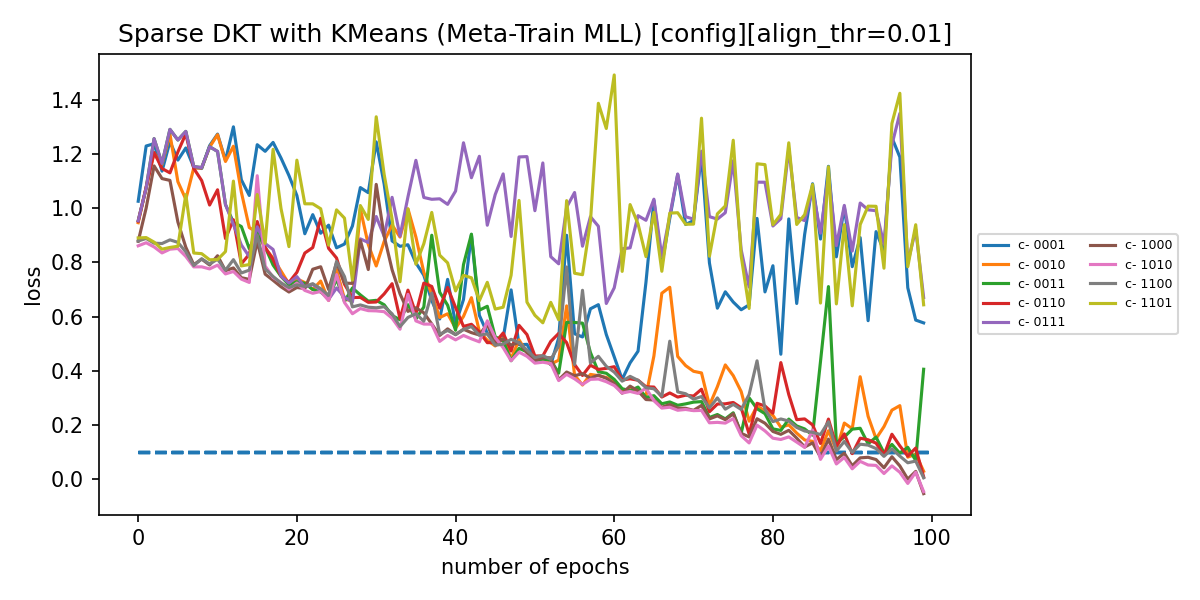 Sparse DKT with KMeans (Meta-Train MLL) [config][align_thr=0.01]
loss
1.4
1.2
1.0
0.8
0.6
0.4
0.2
0.0
0 20 40 60 80 100
number of epochs
c- 0001 c- 1000
c- 0010 c- 1010
c- 0011 c- 1100
c- 0110 c- 1101
c- 0111